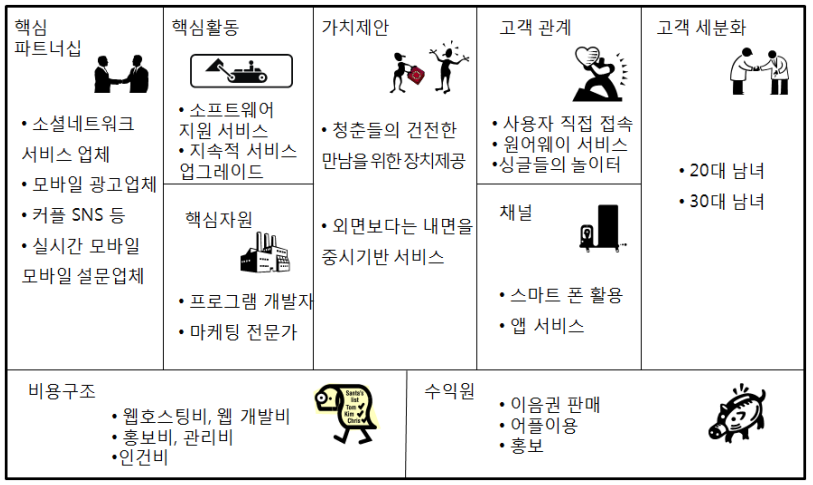 핵심
파트너십
• 소셜네트워크
서비스 업체
• 모바일 광고업체
• 커플 SNS 등
• 실시간 모바일
모바일 설문업체
핵심활동
• 소프트웨어
지원 서비스
• 지속적 서비스
업그레이드
핵심자원
• 프로그램 개발자
• 마케팅 전문가
가치제안
• 청춘들의 건전한
만남을 위한 장치제공
• 외면보다는 내면을
중시기반 서비스
고객 관계
• 사용자 직접 접속
• 원어웨이 서비스
•싱글들의 놀이터
채널
• 스마트 폰 활용
• 앱 서비스
고객 세분화
• 20대 남녀
• 30대 남녀
비용구조
• 웹호스팅비, 웹 개발비
• 홍보비, 관리비
•인건비
Santa's
list
Tom
Kim
Chris
수익원
• 이음권 판매
• 어플이용
• 홍보